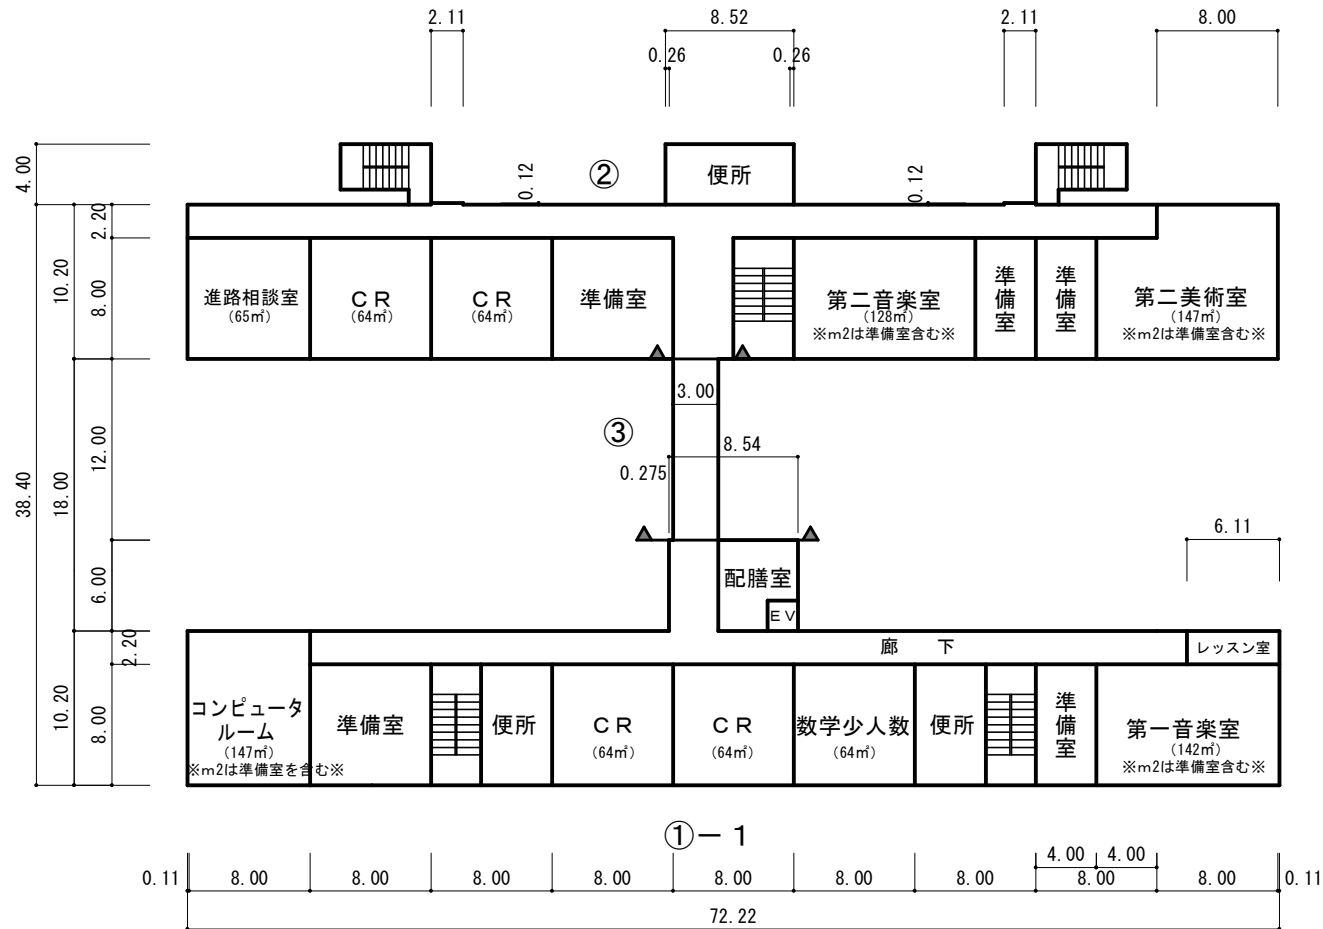 2.11
8.52
2.11
8.00
0.26
0.26
4.00
0.12
②
便所
0.12
2.20
10.20
8.00
進路相談室
(65㎡)
CR
(64㎡)
CR
(64㎡)
準備室
第二音楽室
(128㎡)
※m2は準備室含む※
準備室
準備室
第二美術室
(147㎡)
※m2は準備室含む※
3.00
③
8.54
0.275
12.00
18.00
38.40
6.11
6.00
配膳室
EV
2.20
廊　下
レッスン室
10.20
8.00
コンピュータ
ルーム
(147㎡)
※m2は準備室を含む※
準備室
便所
CR
(64㎡)
CR
(64㎡)
数学少人数
(64㎡)
便所
準備室
第一音楽室
(142㎡)
※m2は準備室含む※
①－1
4.00
4.00
0.11
8.00
8.00
8.00
8.00
8.00
8.00
8.00
8.00
8.00
0.11
72.22